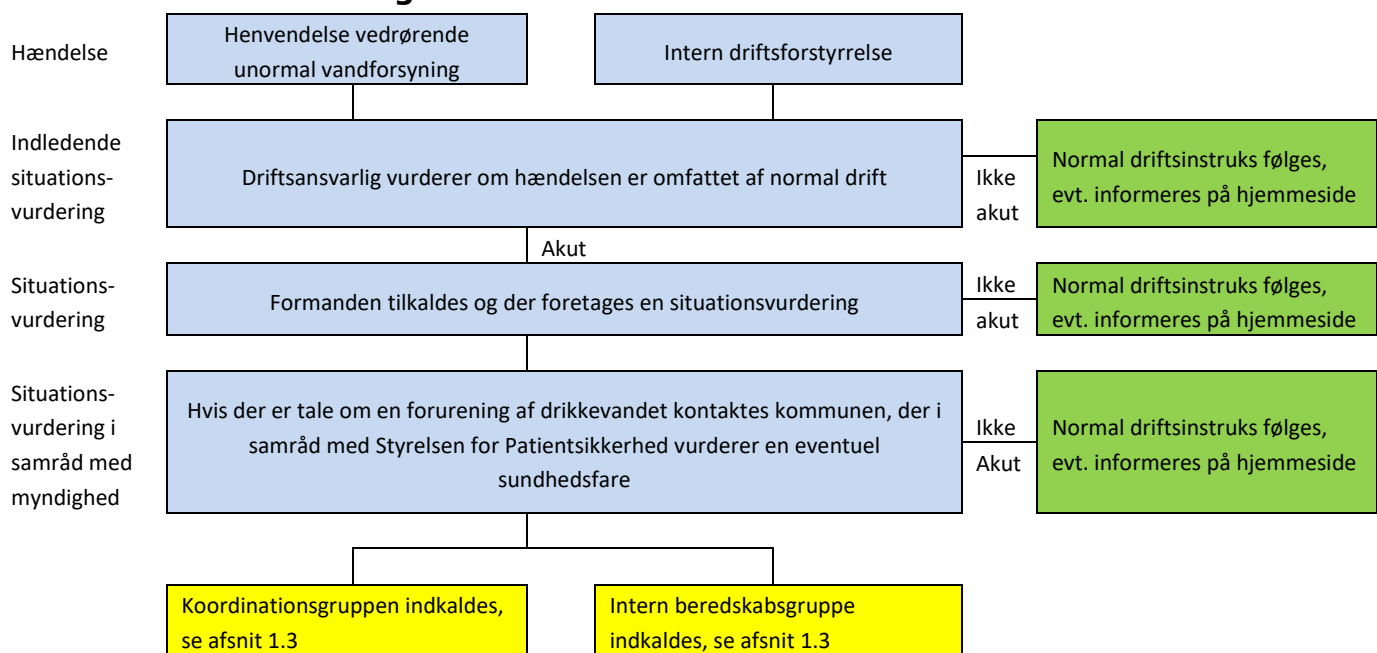 Hændelse
Henvendelse vedrørende
unormal vandforsyning
Intern driftsforstyrrelse
Indledende
situations-
vurdering
Driftsansvarlig vurderer om hændelsen er omfattet af normal drift
Ikke
akut
Normal driftsinstruks følges,
evt. informeres på hjemmeside
Akut
Situations-
vurdering
Formanden tilkaldes og der foretages en situationsvurdering
Ikke
akut
Normal driftsinstruks følges,
evt. informeres på hjemmeside
Situations-
vurdering i
samråd med
myndighed
Hvis der er tale om en forurening af drikkevandet kontaktes kommunen, der i
samråd med Styrelsen for Patientsikkerhed vurderer en eventuel
sundhedsfare
Ikke
Akut
Normal driftsinstruks følges,
evt. informeres på hjemmeside
Koordinationsgruppen indkaldes,
se afsnit 1.3
Intern beredskabsgruppe
indkaldes, se afsnit 1.3